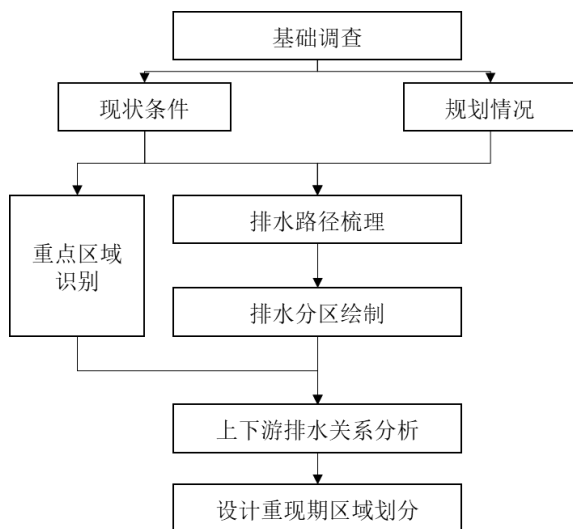 基础调查
现状条件
规划情况
重点区域
识别
排水路径梳理
排水分区绘制
上下游排水关系分析
设计重现期区域划分